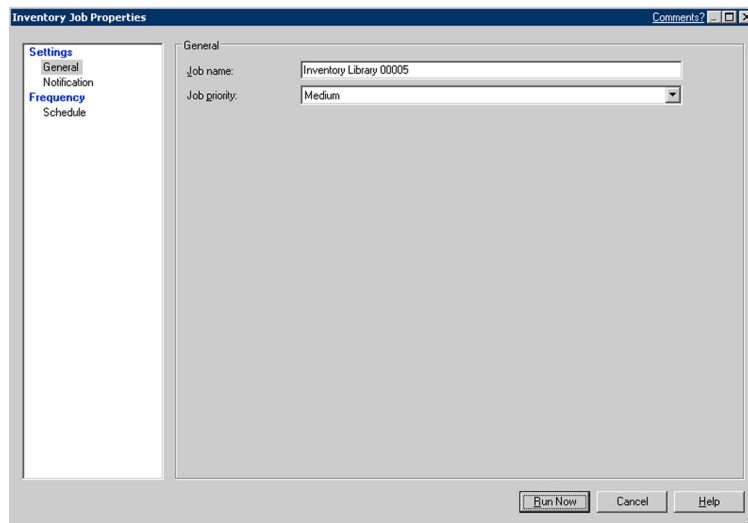 Inventory Job Properties
Comments?
Settings
General
Notification
Frequency
Schedule
General
Job name: Inventory Library 00005
Job priority: Medium
Run Now Cancel Help